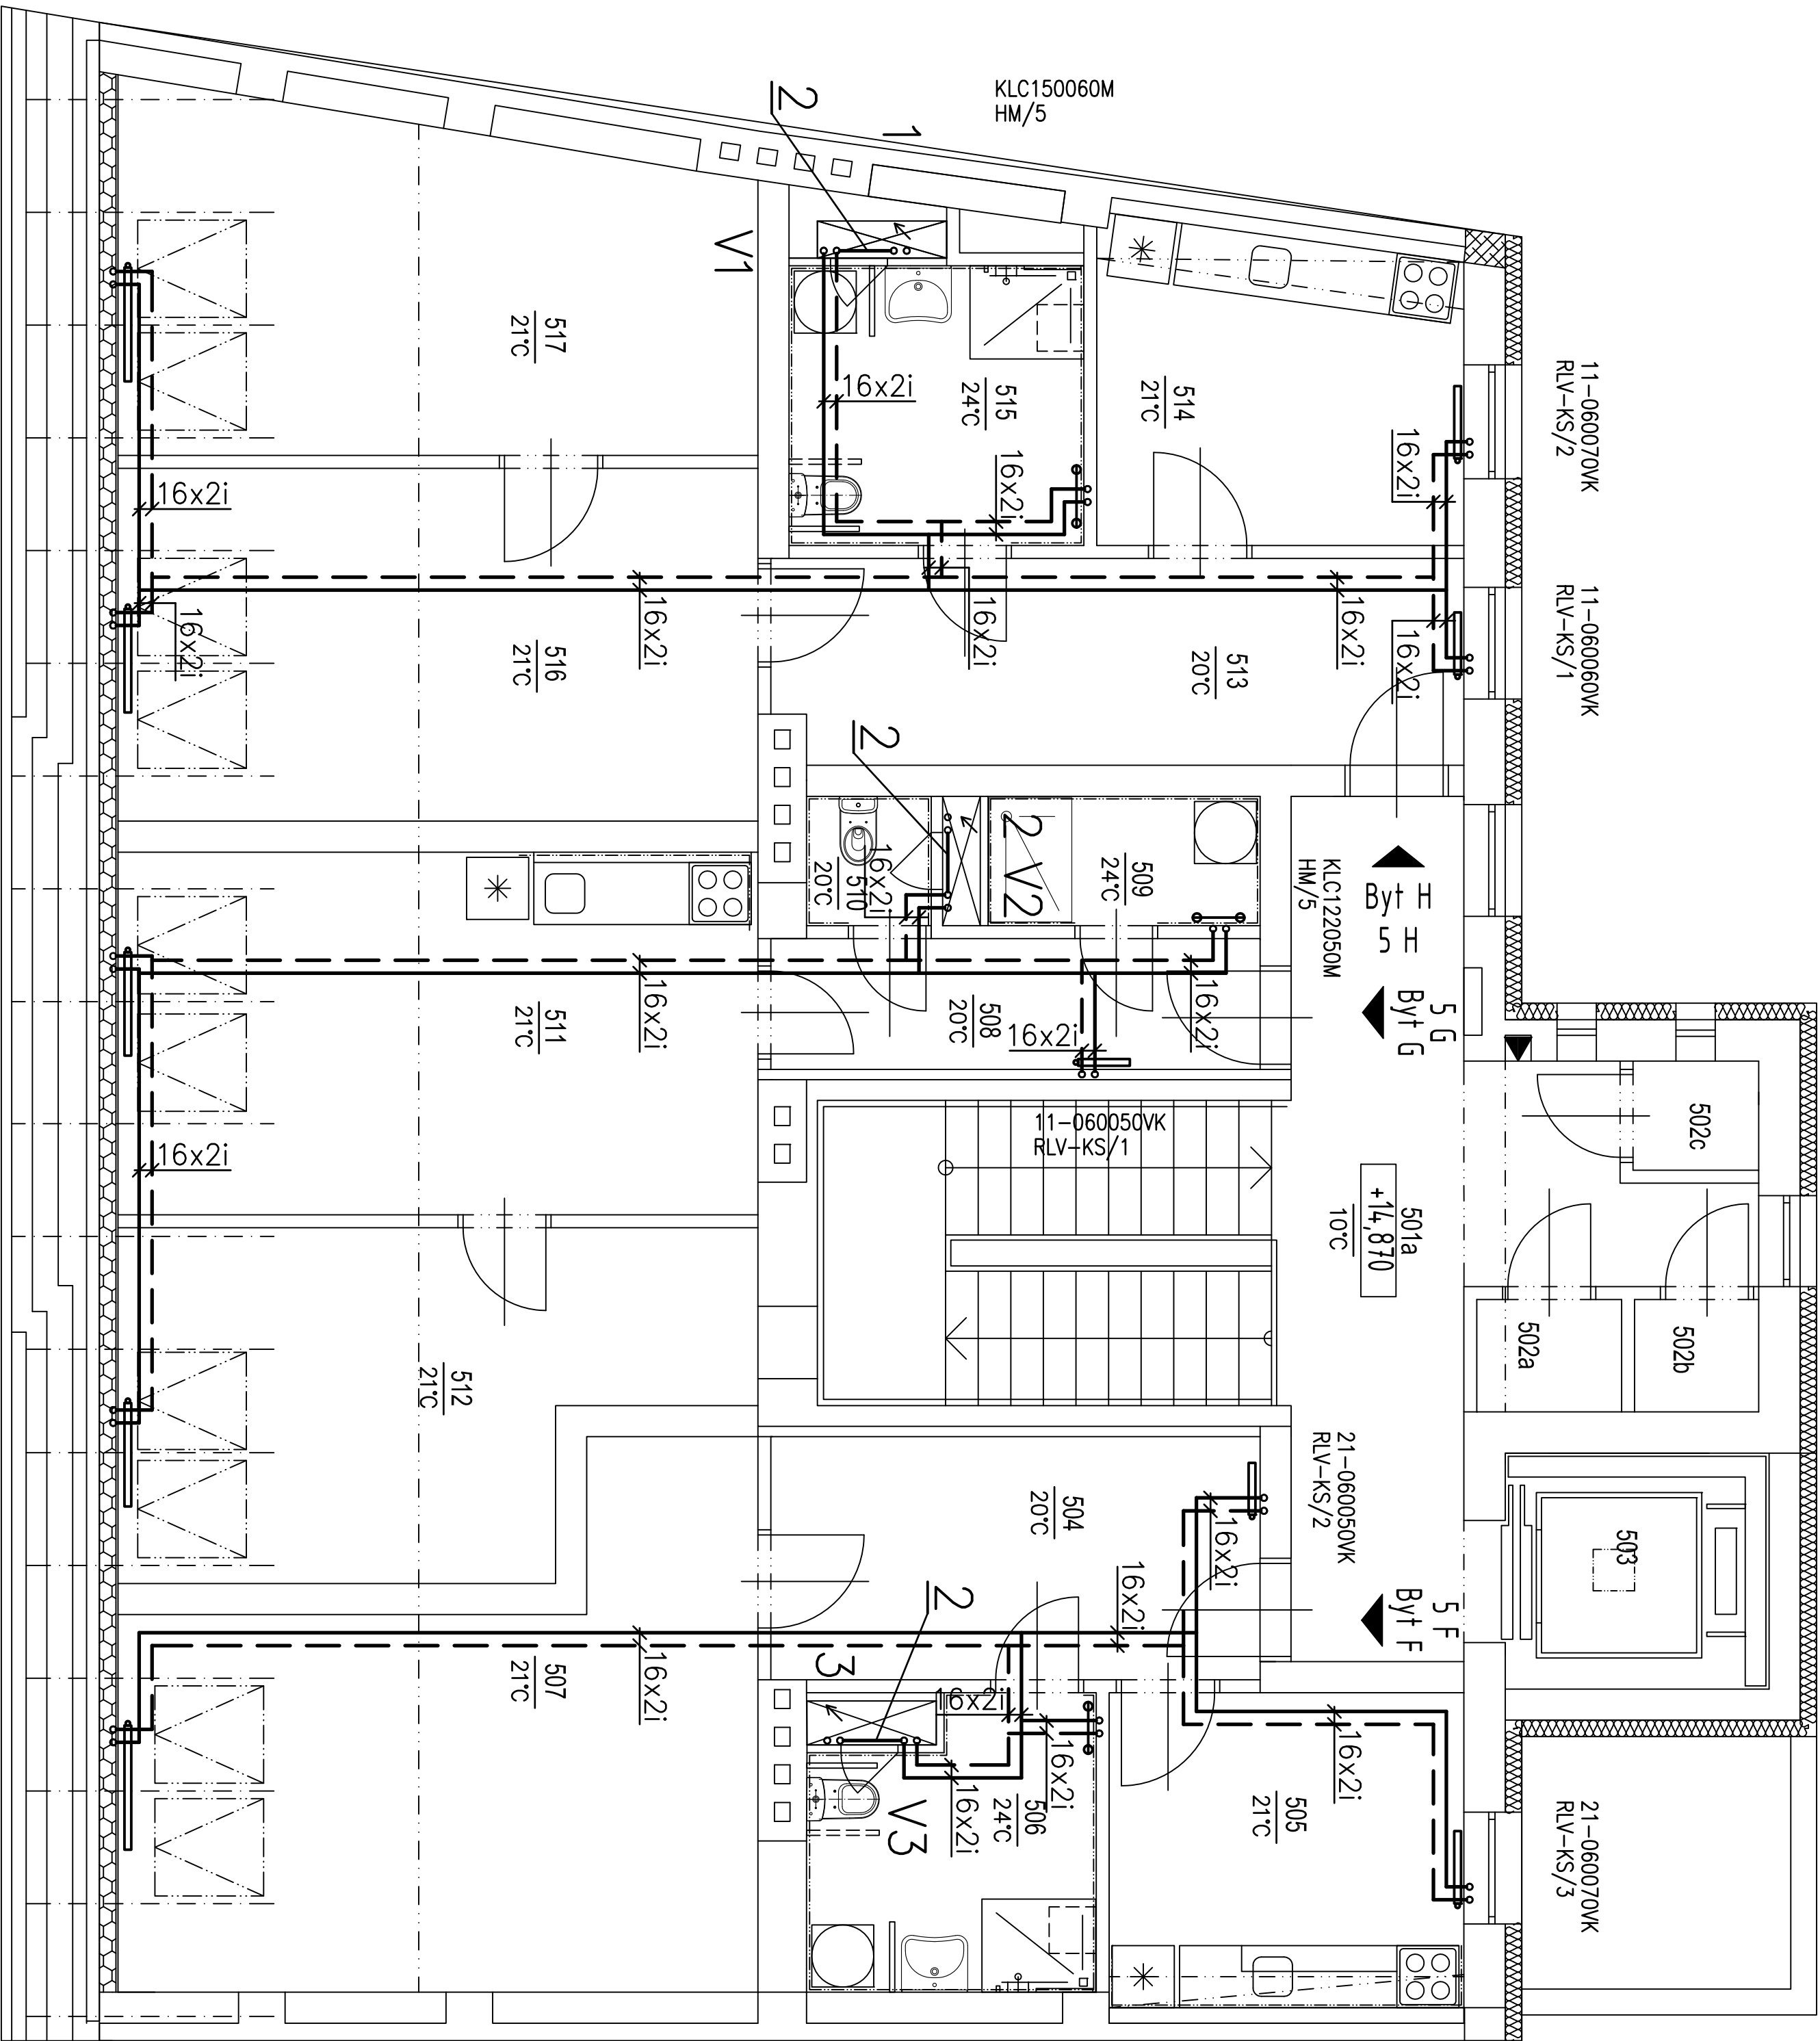 KLC150060M
HM/5
11-060070VK
RLV-KS/2
11-060060VK
RLV-KS/1
2
1
V1
517
21°C
515
24°C
514
21°C
16x2i
16x2i
16x2i
16x2i
16x2i
16x2i
16x2i
16x2i
16x2i
516
21°C
513
20°C
2
510
20°C
16x2i
2
V2
509
24°C
KLC122050M
HM/5
Byt H
5 H
5 G
Byt G
511
21°C
16x2i
508
20°C
16x2i
16x2i
16x2i
11-060050VK
RLV-KS/1
501a
+14,870
10°C
502c
502a
502b
503
512
21°C
504
20°C
21-060050VK
RLV-KS/2
5 F
Byt F
16x2i
16x2i
2
3
V3
507
21°C
16x2i
16x2i
16x2i
16x2i
506
24°C
505
21°C
16x2i
21-060070VK
RLV-KS/3